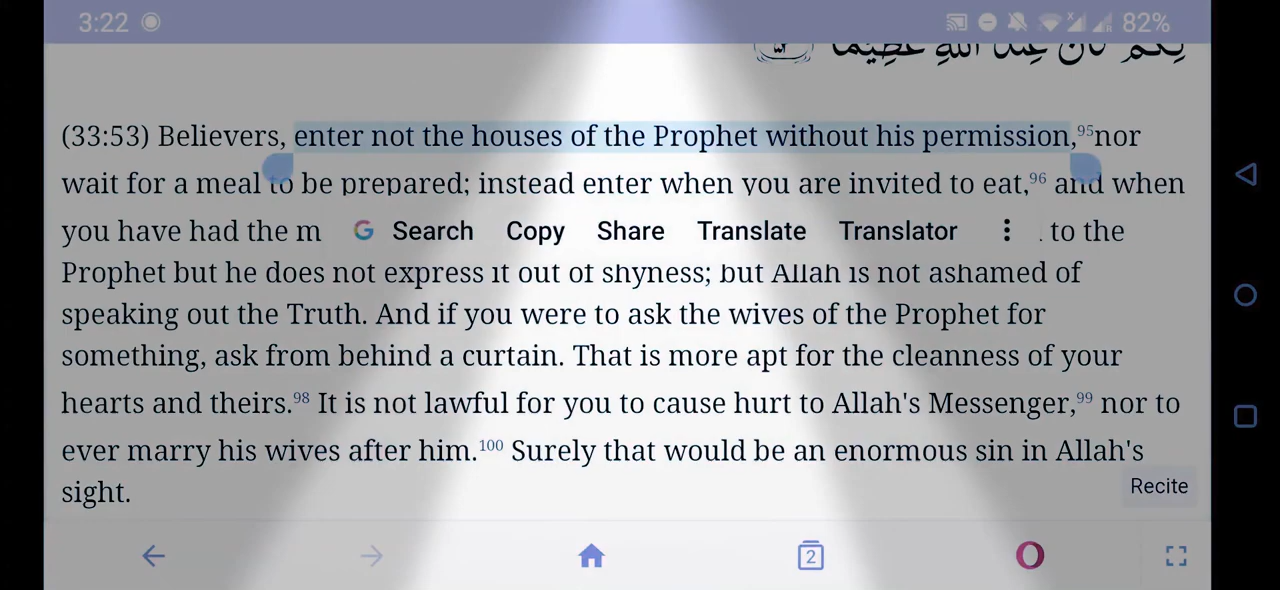 3:22 82%
لِكُمْ كَانَ عِندَ اللَّهِ عَظِيمًا ٥٣
(33:53) Believers, enter not the houses of the Prophet without his permission,95nor
wait for a meal to be prepared; instead enter when you are invited to eat,96 and when
you have had the m
Search Copy Share Translate Translator
. to the
Prophet but he does not express it out of shyness; but Allah is not ashamed of
speaking out the Truth. And if you were to ask the wives of the Prophet for
something, ask from behind a curtain. That is more apt for the cleanness of your
hearts and theirs.98 It is not lawful for you to cause hurt to Allah's Messenger,99 nor to
ever marry his wives after him.100 Surely that would be an enormous sin in Allah's
sight.
Recite
2